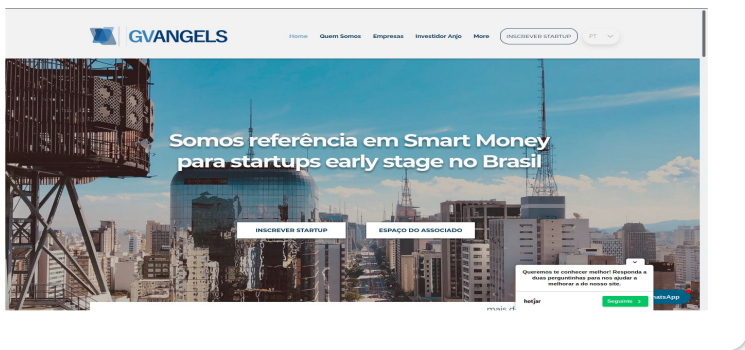 GVANGELS
Home Quem Somos Empresas Investidor Anjo More INSCREVER STARTUP PT
Somos referência em Smart Money
para startups early stage no Brasil
INSCREVER STARTUP ESPAÇO DO ASSOCIADO
Queremos te conhecer melhor! Responda a
duas perguntinhas para nos ajudar a
melhorar a do nosso site.
hotjar Seguinte